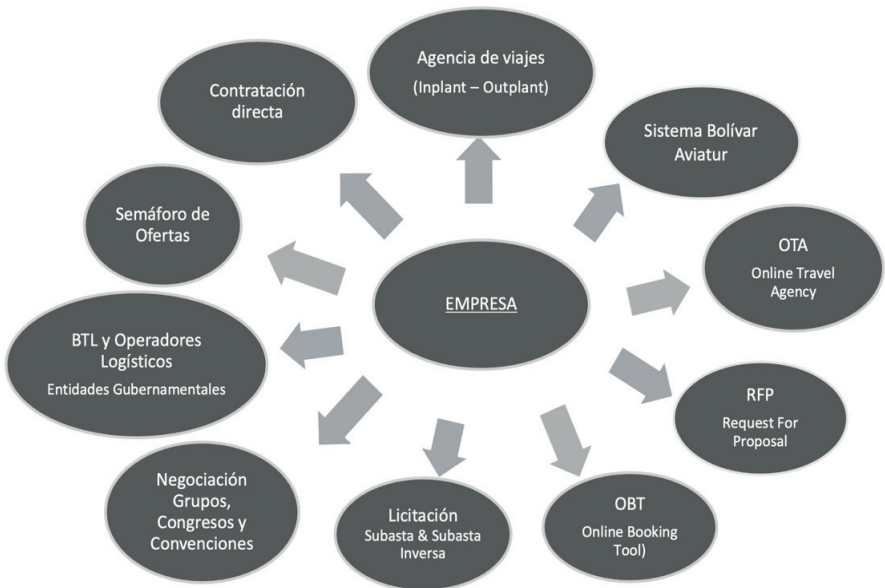 Agencia de viajes
(Inplant – Outplant)
Contratación
directa
Sistema Bolívar
Aviatur
Semáforo de
Ofertas
OTA
Online Travel
Agency
EMPRESA
BTL y Operadores
Logísticos
Entidades Gubernamentales
RFP
Request For
Proposal
Negociación
Grupos,
Congresos y
Convenciones
Licitación
Subasta & Subasta
Inversa
OBT
Online Booking
Tool)